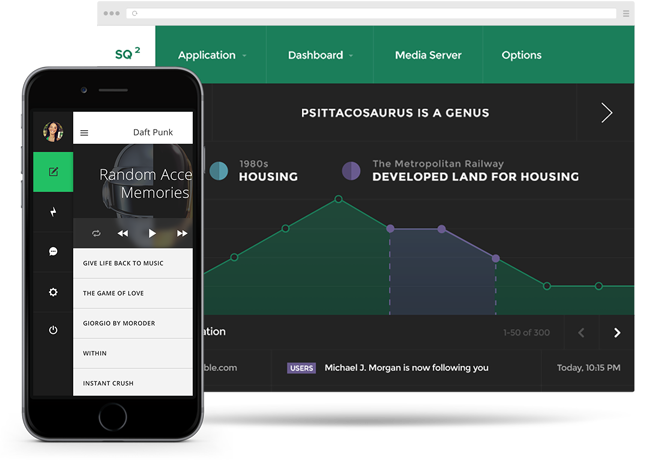 SQ 2
Application
Dashboard
Media Server
Options
PSITTACOSAURUS IS A GENUS
1980s
HOUSING
The Metropolitan Railway
DEVELOPED LAND FOR HOUSING
ation
1-50 of 300
ble.com
USERS
Michael J. Morgan is now following you
Today, 10:15 PM
Daft Punk
Random Acce
Memories
GIVE LIFE BACK TO MUSIC
THE GAME OF LOVE
GIORGIO BY MORODER
WITHIN
INSTANT CRUSH